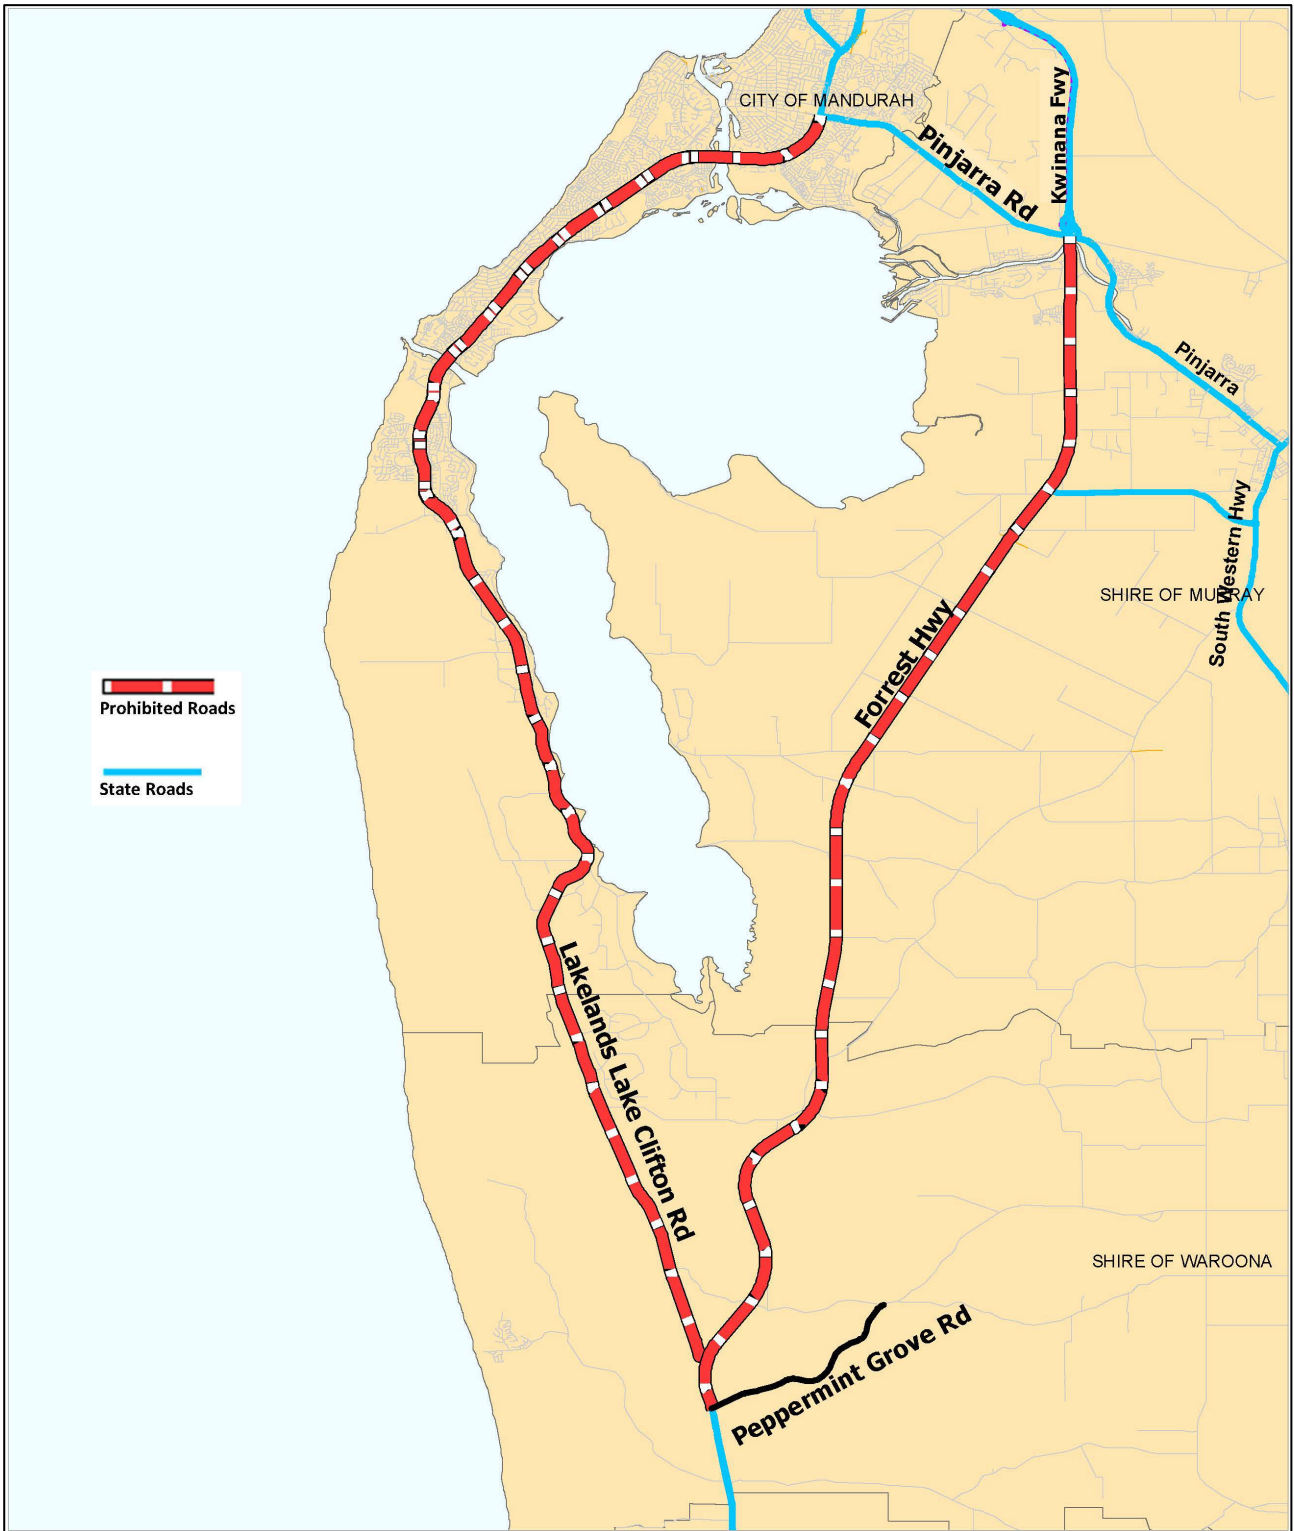 CITY OF MANDURAH
Pinjarra Rd
Kwinana Fwy
Pinjarra
South Western Hwy
SHIRE OF MURRAY
Forrest Hwy
Prohibited Roads
State Roads
Lakelands Lake Clifton Rd
SHIRE OF WAROONA
Peppermint Grove Rd